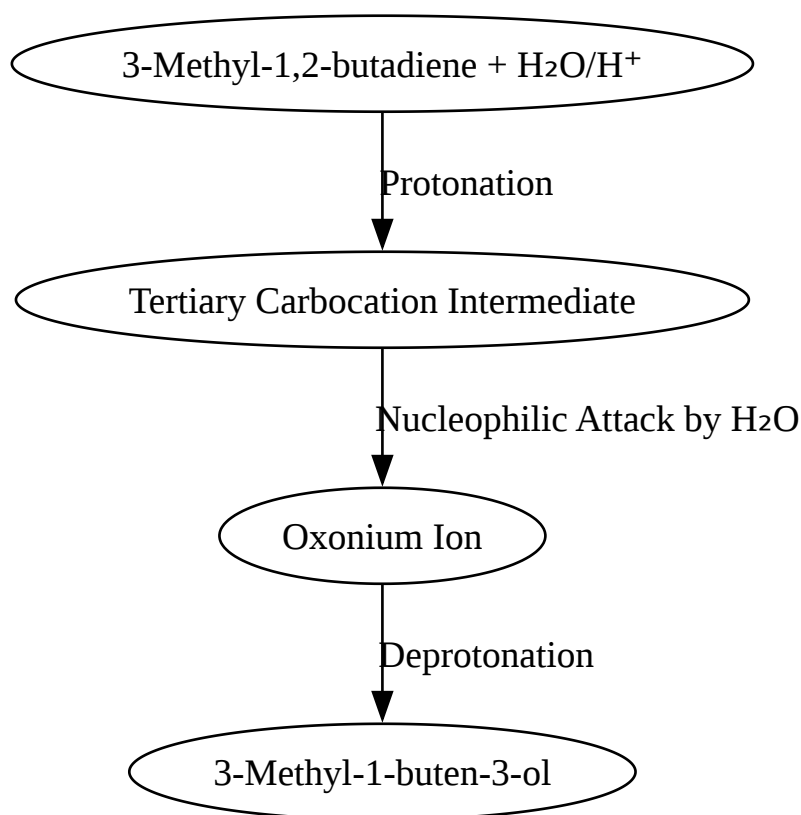 3-Methyl-1,2-butadiene + H₂O/H⁺
Protonation
Tertiary Carbocation Intermediate
Nucleophilic Attack by H₂O
Oxonium Ion
Deprotonation
3-Methyl-1-buten-3-ol